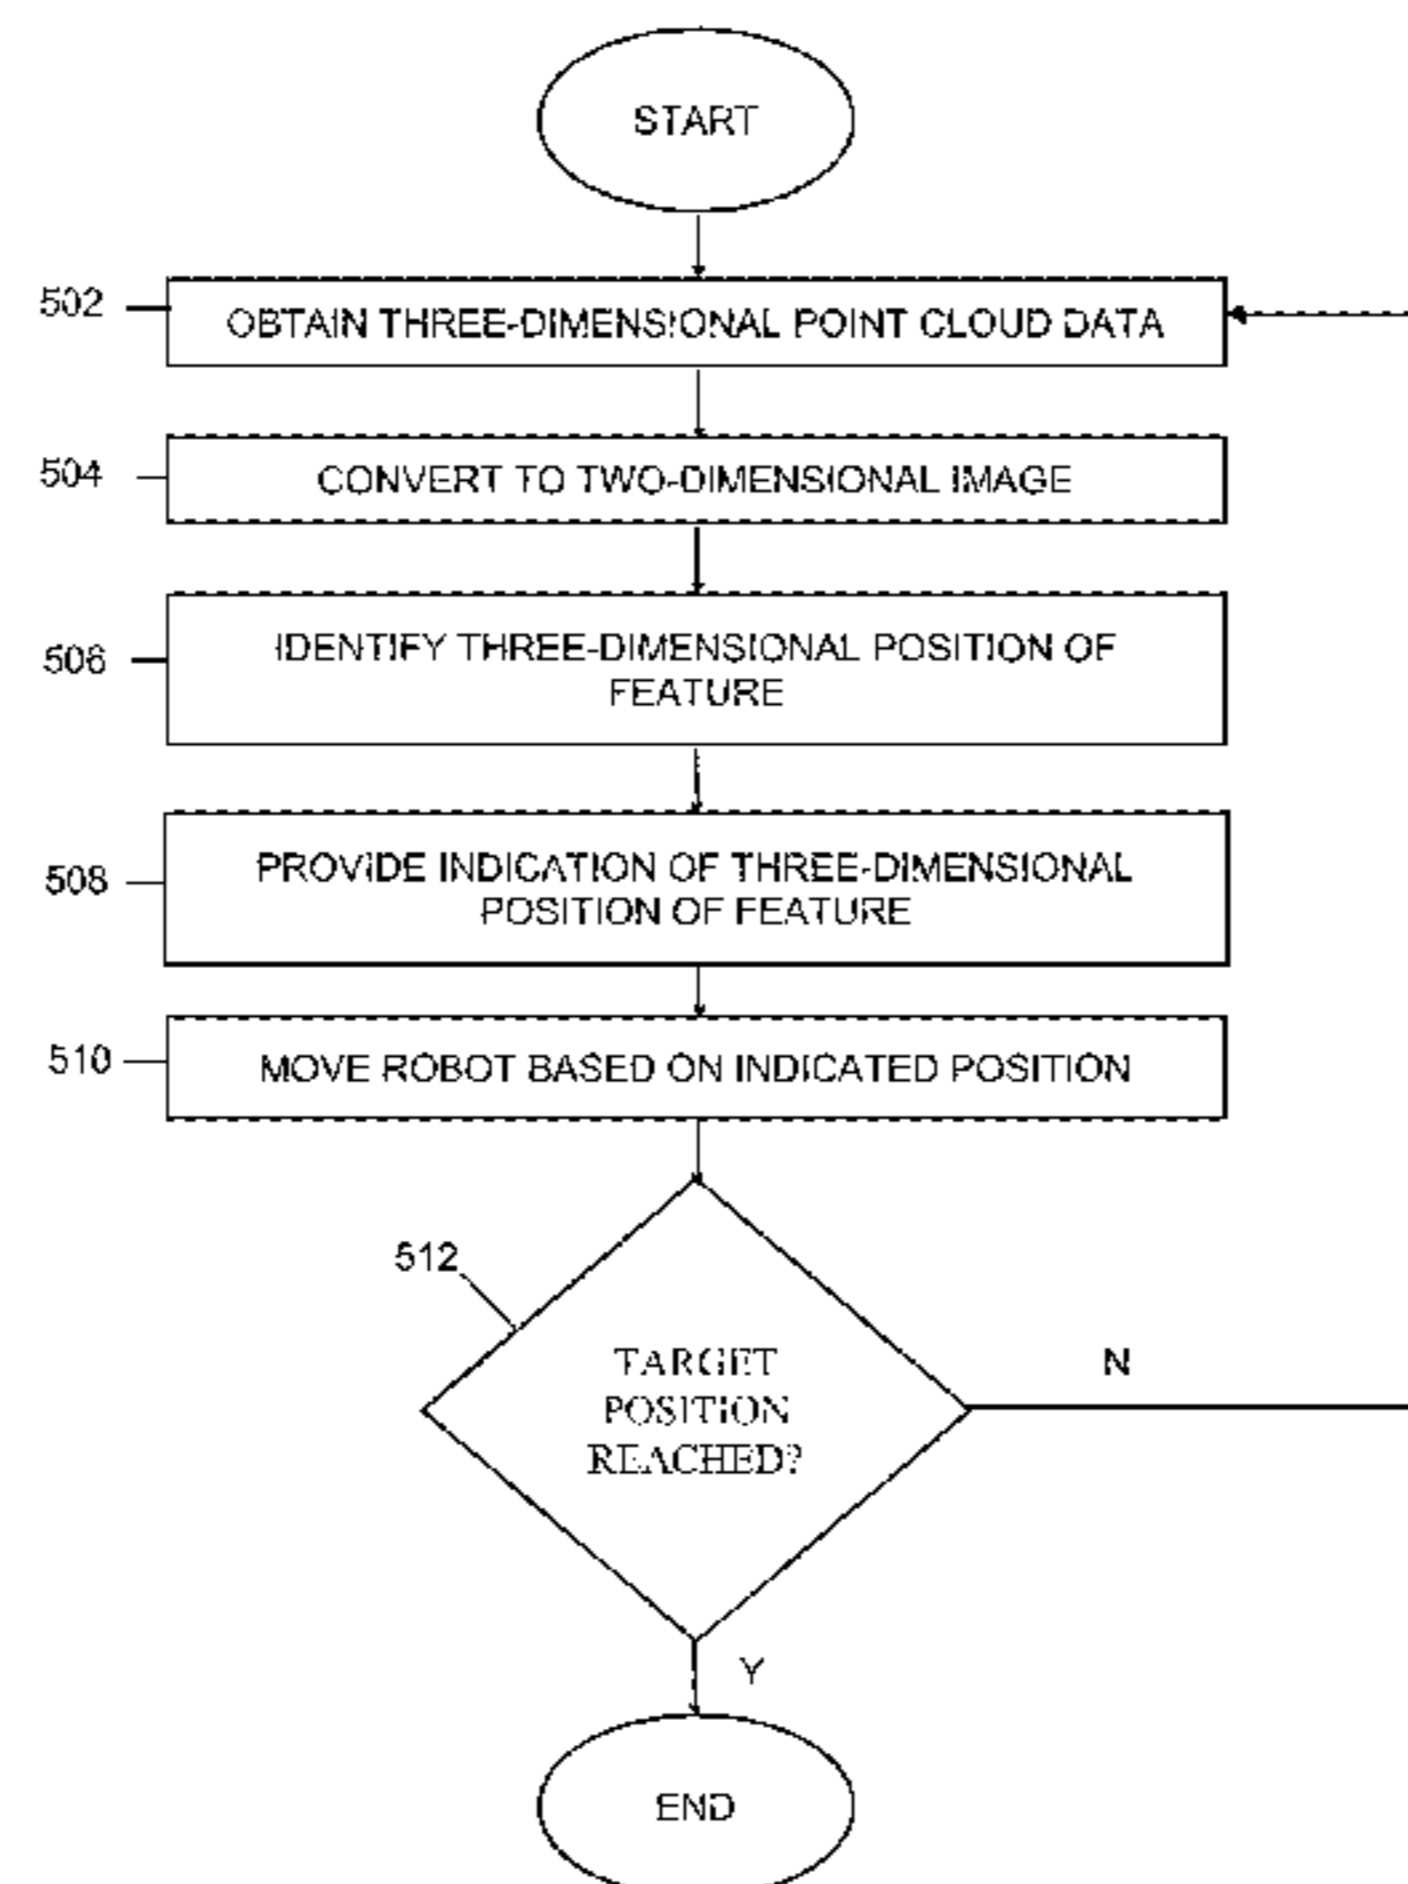 START
502
OBTAIN THREE-DIMENSIONAL POINT CLOUD DATA
504
CONVERT TO TWO-DIMENSIONAL IMAGE
506
IDENTIFY THREE-DIMENSIONAL POSITION OF
FEATURE
508
PROVIDE INDICATION OF THREE-DIMENSIONAL
POSITION OF FEATURE
510
MOVE ROBOT BASED ON INDICATED POSITION
512
TARGET
POSITION
REACHED?
N
Y
END